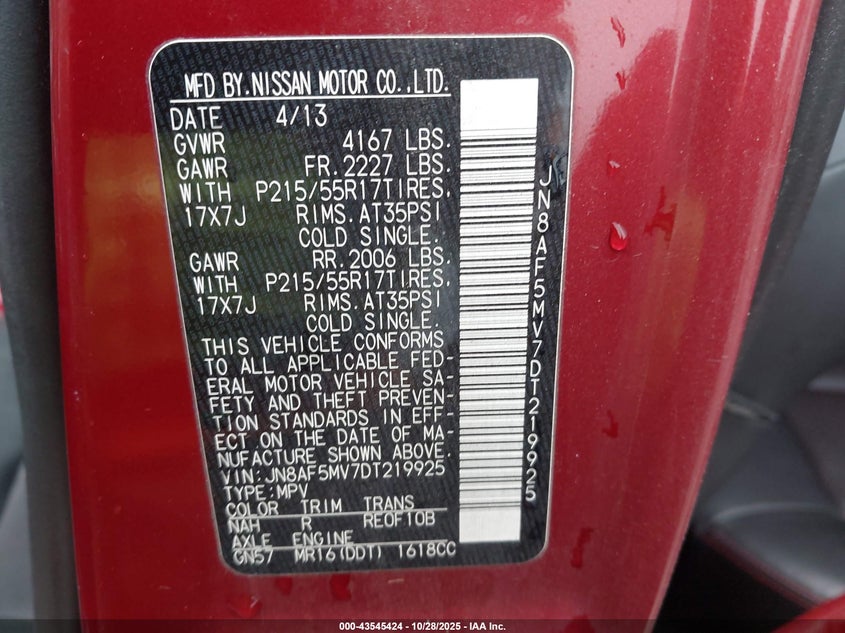 MFD BY.NISSAN MOTOR CO.,LTD.
DATE 4/13
GVWR 4167 LBS.
GAWR FR.2227 LBS.
WITH P215/55R17TIRES,
17X7J RIMS.AT35PSI
COLD SINGLE.
GAWR RR.2006 LBS.
WITH P215/55R17TIRES,
17X7J RIMS.AT35PSI
COLD SINGLE.
THIS VEHICLE CONFORMS
TO ALL APPLICABLE FED-
ERAL MOTOR VEHICLE SA-
FETY AND THEFT PREVEN-
TION STANDARDS IN EFF-
ECT ON THE DATE OF MA-
NUFACTURE SHOWN ABOVE.
VIN:JN8AF5MV7DT219925
TYPE:MPV
COLOR TRIM TRANS
NAH R RE0F10B
AXLE ENGINE
GN57 MR16(DDT) 1618CC
JN8AF5MV7DT219925
000-43545424 | 10/28/2025 - IAA Inc.